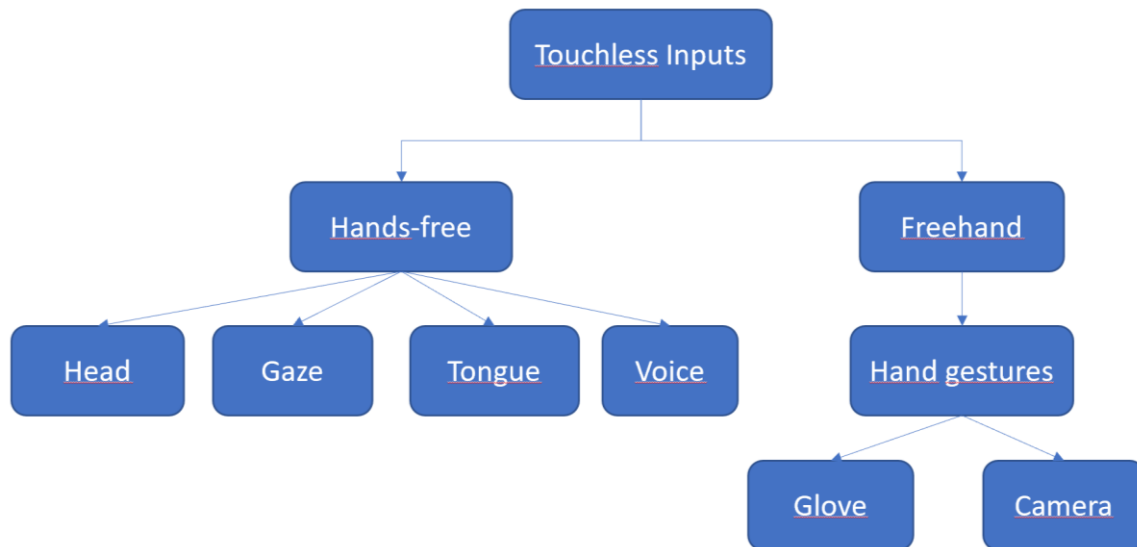 Touchless Inputs
Hands-free
Freehand
Head
Gaze
Tongue
Voice
Hand gestures
Glove
Camera